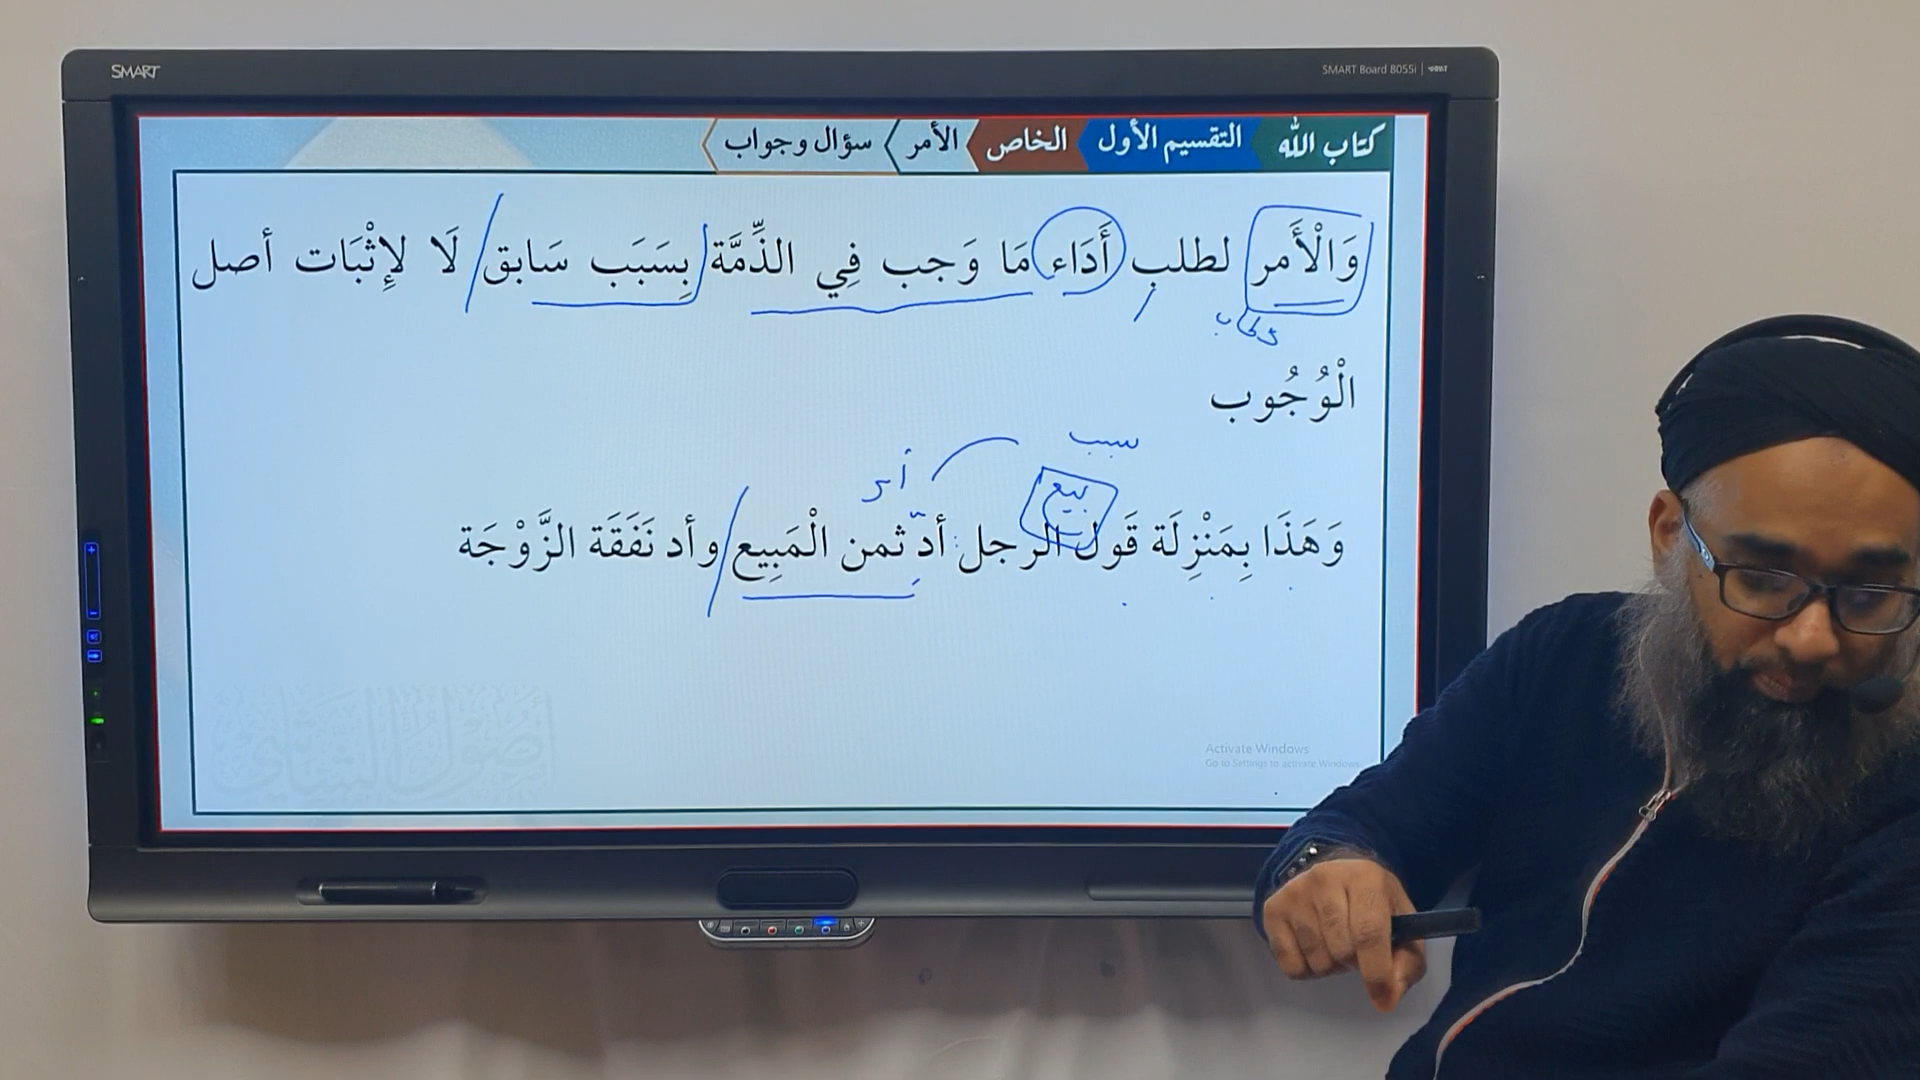 SMART
SMART Board 8055i
كتاب الله التقسيم الأول الخاص الأمر سؤال وجواب
وَالْأَمر لطلب أَدَاء مَا وَجب فِي الذِّمَّة بِسَبَب سَابق لَا لإِثْبَات أصل
الْوُجُوب
سبب
بيع
وَهَذَا بِمَنْزِلَة قَول الرجل: أد ثمن الْمَبِيع وأد نَفَقَة الزَّوْجَة
أصول الشاشي
Activate Windows
Go to Settings to activate Windows.